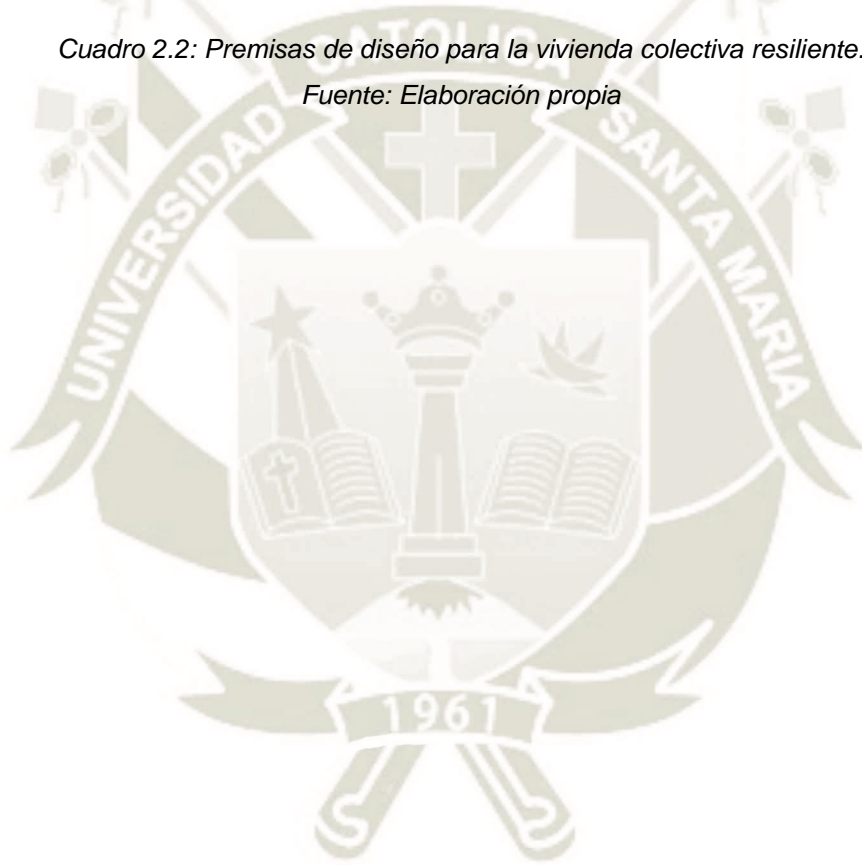 Cuadro 2.2: Premisas de diseño para la vivienda colectiva resiliente.
Fuente: Elaboración propia
UNIVERSIDAD CATOLICA SANTA MARIA
1961